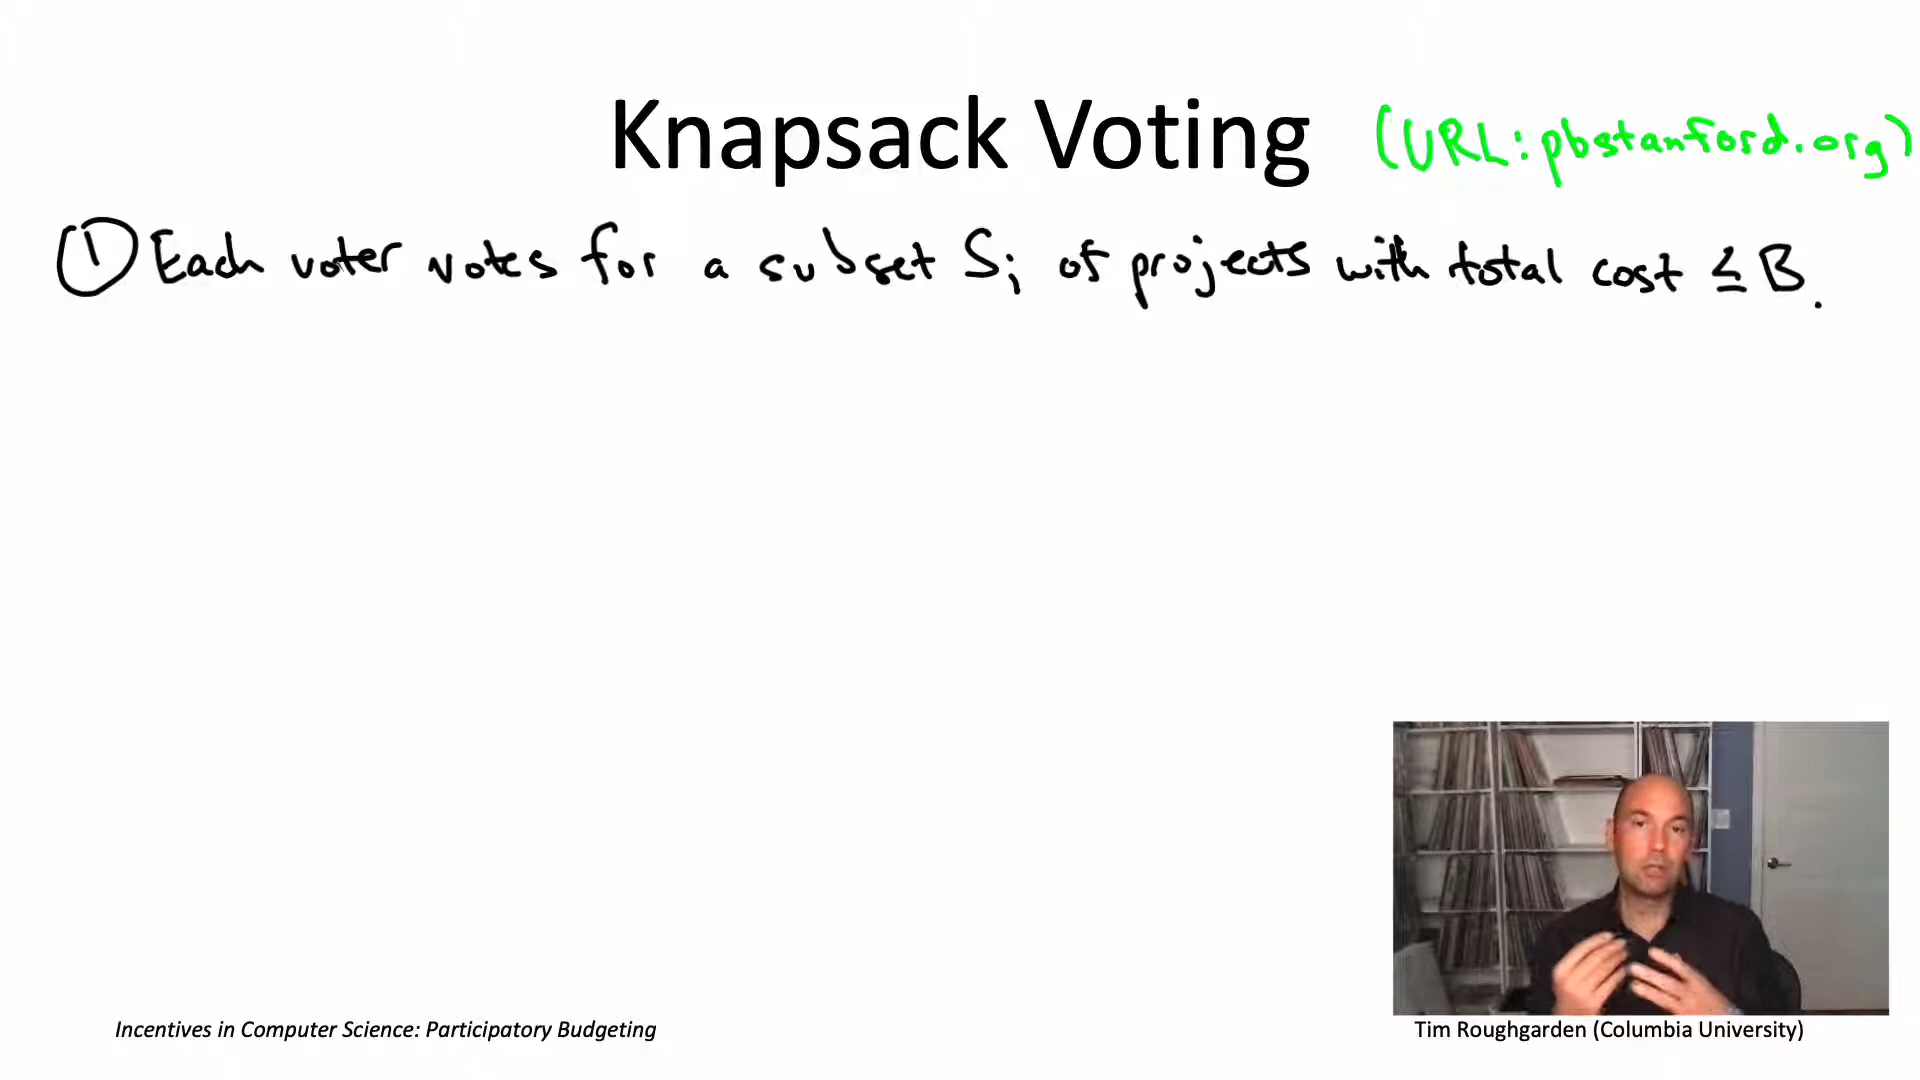 Knapsack Voting (URL: pbstanford.org)
① Each voter votes for a subset Si of projects with total cost ≤ B.
Incentives in Computer Science: Participatory Budgeting
Tim Roughgarden (Columbia University)